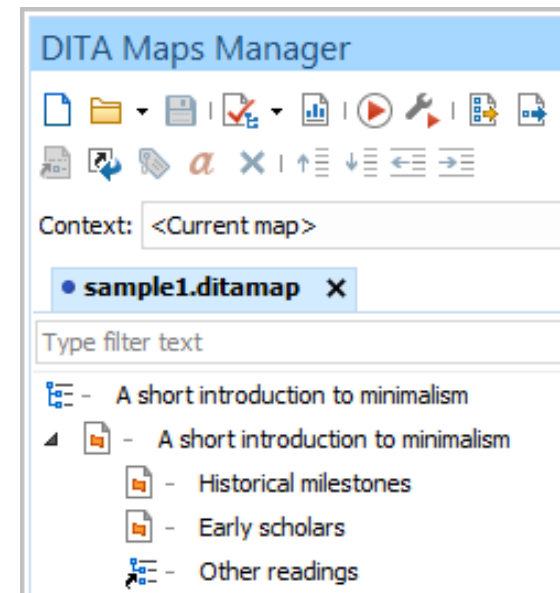 DITA Maps Manager
Context: <Current map>
sample1.ditamap
Type filter text
A short introduction to minimalism
A short introduction to minimalism
Historical milestones
Early scholars
Other readings